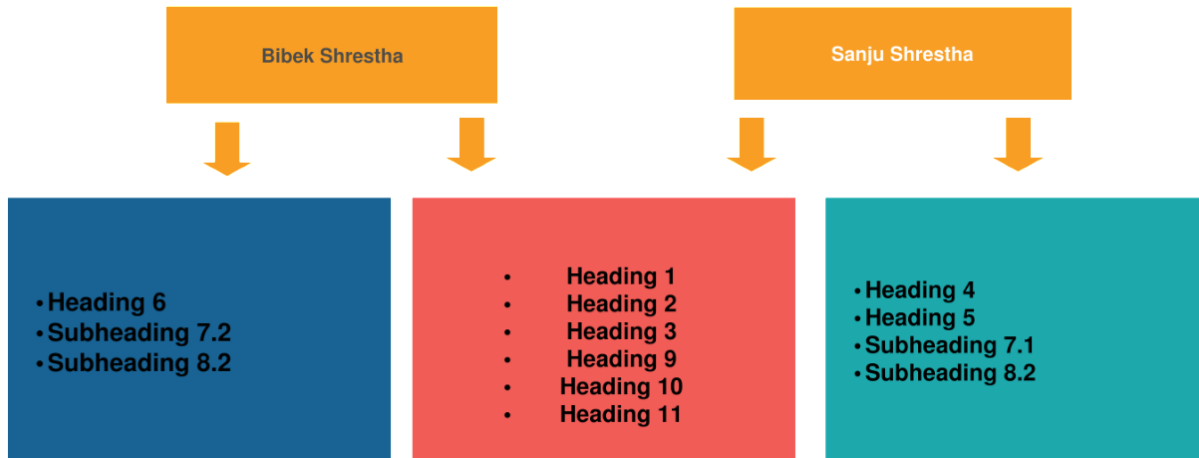 Bibek Shrestha
Sanju Shrestha
• Heading 6
• Subheading 7.2
• Subheading 8.2
• Heading 1
• Heading 2
• Heading 3
• Heading 9
• Heading 10
• Heading 11
• Heading 4
• Heading 5
• Subheading 7.1
• Subheading 8.2